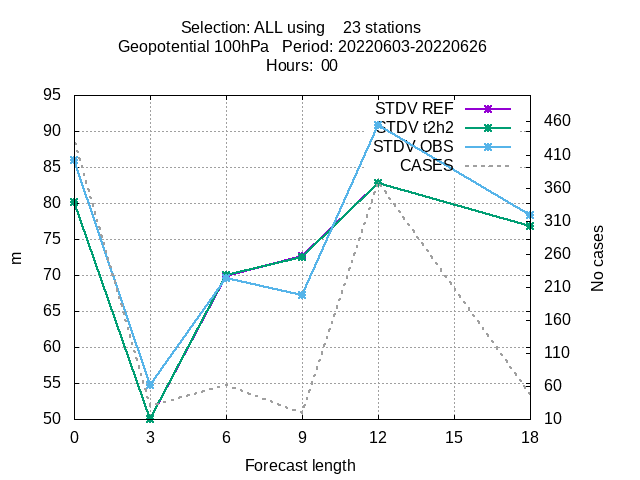 Selection: ALL using    23 stations
Geopotential 100hPa   Period: 20220603-20220626
Hours:  00
STDV REF
STDV t2h2
STDV OBS
CASES
95
90
85
80
75
70
65
60
55
50
m
460
410
360
310
260
210
160
110
60
10
No cases
0 3 6 9 12 15 18
Forecast length